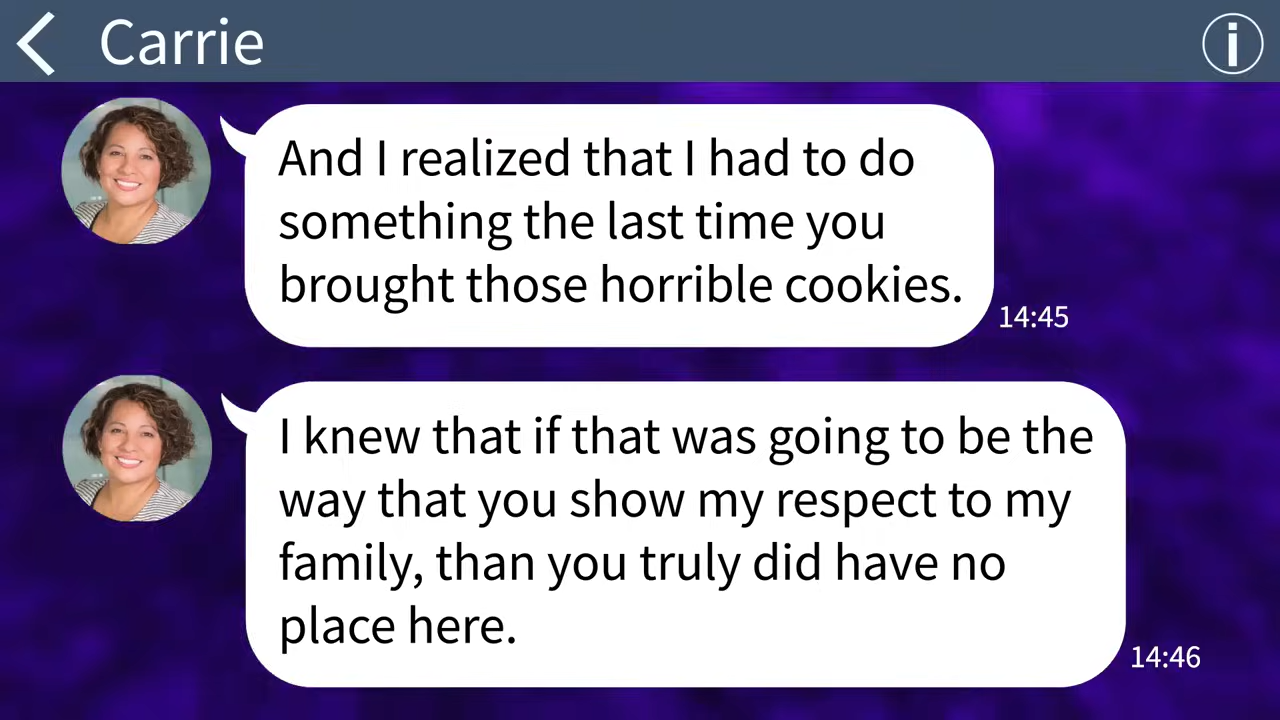 Carrie
And I realized that I had to do
something the last time you
brought those horrible cookies.
14:45
I knew that if that was going to be the
way that you show my respect to my
family, than you truly did have no
place here.
14:46